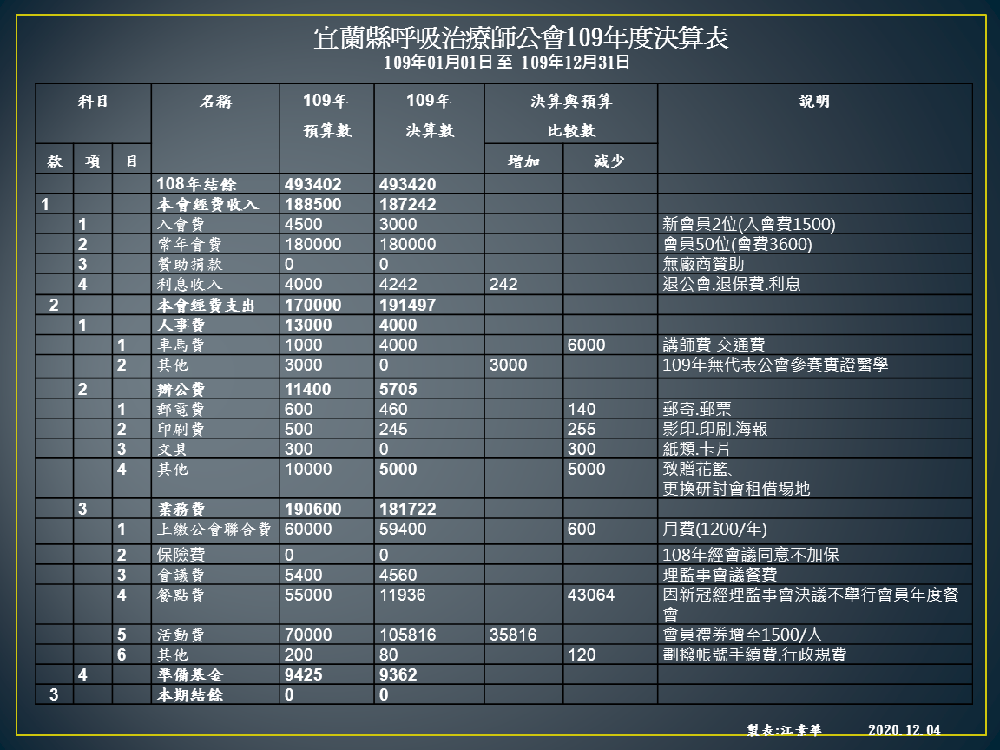 宜蘭縣呼吸治療師公會109年度決算表
109年01月01日 至 109年12月31日
科目 名稱 109年 預算數 109年 決算數 決算與預算 比較數 說明
款 項 目 增加 減少
108年結餘 493402 493420
1 本會經費收入 188500 187242
1 入會費 4500 3000 新會員2位(入會費1500)
2 常年會費 180000 180000 會員50位(會費3600)
3 贊助捐款 0 0 無廠商贊助
4 利息收入 4000 4242 242 退公會.退保費.利息
2 本會經費支出 170000 191497
1 人事費 13000 4000
1 車馬費 1000 4000 6000 講師費 交通費
2 其他 3000 0 3000 109年無代表公會參賽實證醫學
2 辦公費 11400 5705
1 郵電費 600 460 140 郵寄.郵票
2 印刷費 500 245 255 影印.印刷.海報
3 文具 300 0 300 紙類.卡片
4 其他 10000 5000 5000 致贈花籃、
更換研討會租借場地
3 業務費 190600 181722
1 上繳公會聯合費 60000 59400 600 月費(1200/年)
2 保險費 0 0 108年經會議同意不加保
3 會議費 5400 4560 理監事會議餐費
4 餐點費 55000 11936 43064 因新冠經理監事會決議不舉行會員年度餐
會
5 活動費 70000 105816 35816 會員禮券增至1500/人
6 其他 200 80 120 劃撥帳號手續費.行政規費
4 準備基金 9425 9362
3 本期結餘 0 0
製表:江素華 2020.12.04